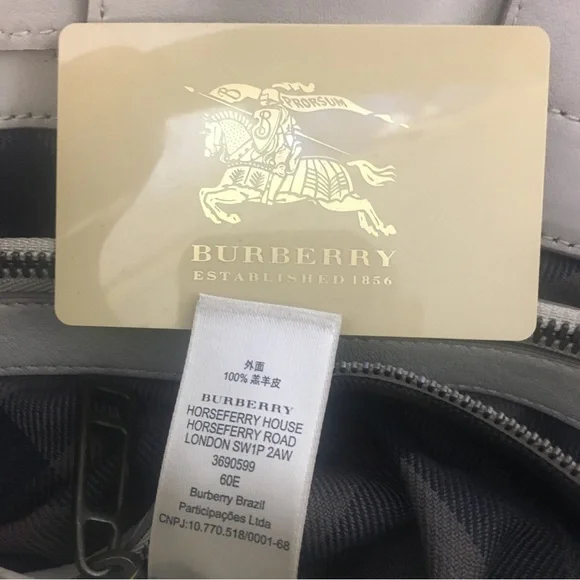 B
PRORSUM
B
BURBERRY
ESTABLISHED 1856
外面
100% 羔羊皮
BURBERRY
HORSEFERRY HOUSE
HORSEFERRY ROAD
LONDON SW1P 2AW
3690599
60E
Burberry Brazil
Participações Ltda
CNPJ:10.770.518/0001-68